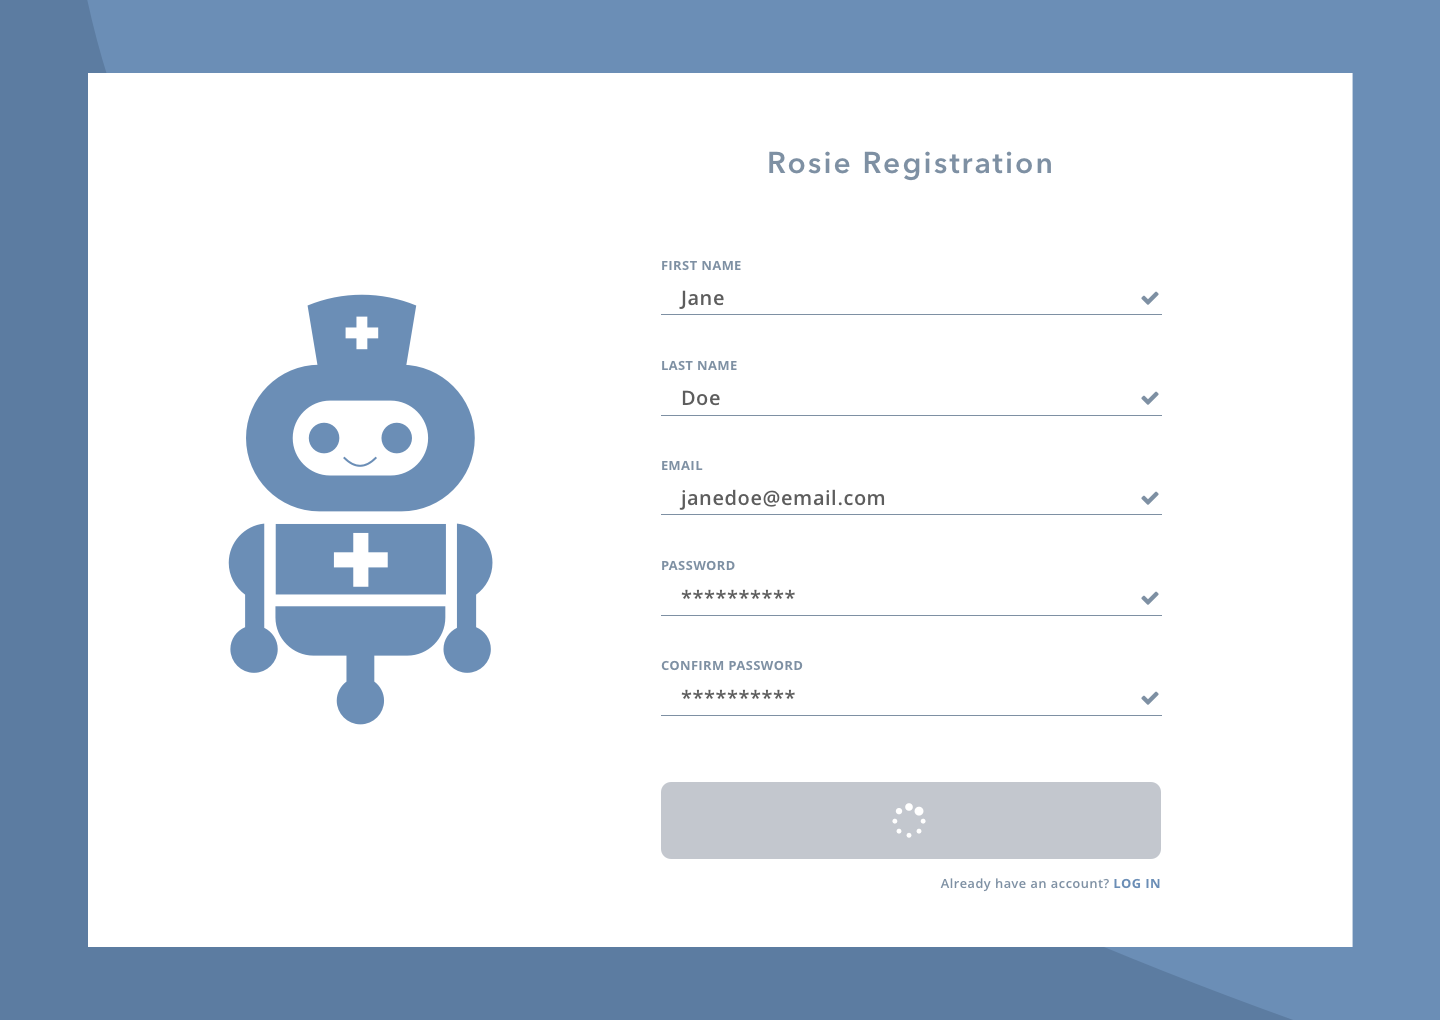 Rosie Registration
FIRST NAME
Jane
LAST NAME
Doe
EMAIL
janedoe@email.com
PASSWORD
**********
CONFIRM PASSWORD
**********
Already have an account? LOG IN